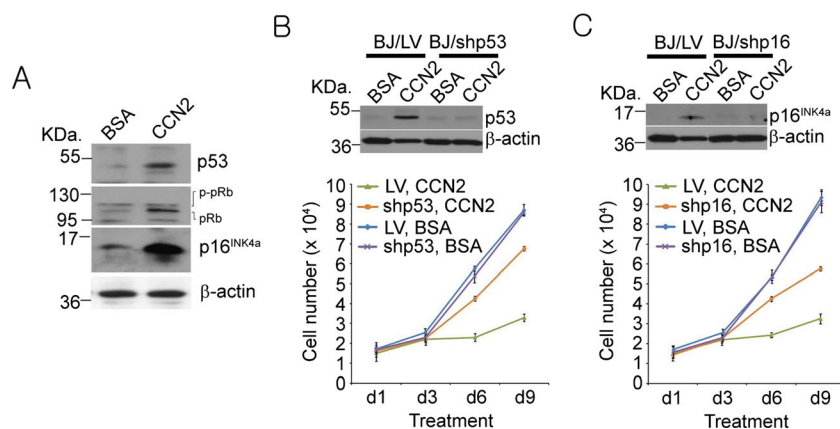 A
KDa.
BSA
CCN2
55
p53
130
p-pRb
95
pRb
17
p16INK4a
36
β-actin
B
BJ/LV
BJ/shp53
KDa.
BSA
CCN2
BSA
CCN2
55
p53
36
β-actin
10
9
8
7
6
5
4
3
2
1
0
Cell number (x 10⁴)
LV, CCN2
shp53, CCN2
LV, BSA
shp53, BSA
d1
d3
d6
d9
Treatment
C
BJ/LV
BJ/shp16
KDa.
BSA
CCN2
BSA
CCN2
17
p16INK4a
36
β-actin
10
9
8
7
6
5
4
3
2
1
0
Cell number (x 10⁴)
LV, CCN2
shp16, CCN2
LV, BSA
shp16, BSA
d1
d3
d6
d9
Treatment